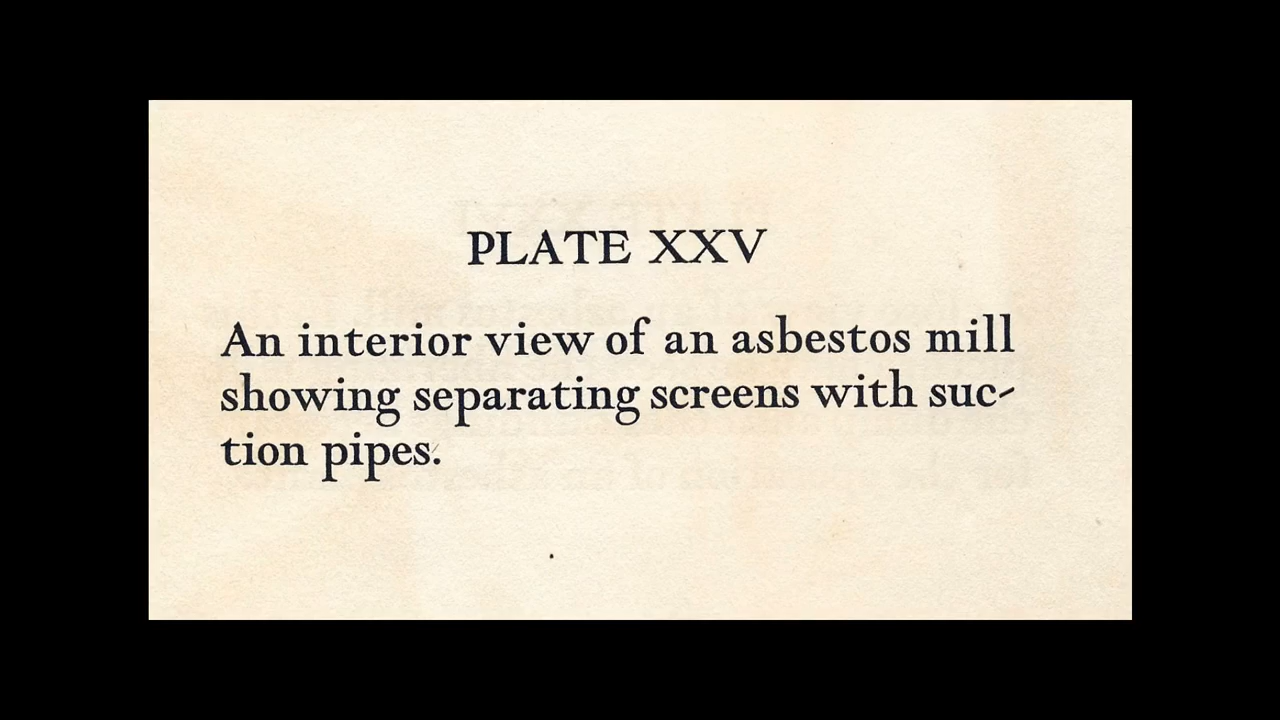 PLATE XXV
An interior view of an asbestos mill
showing separating screens with suc-
tion pipes.